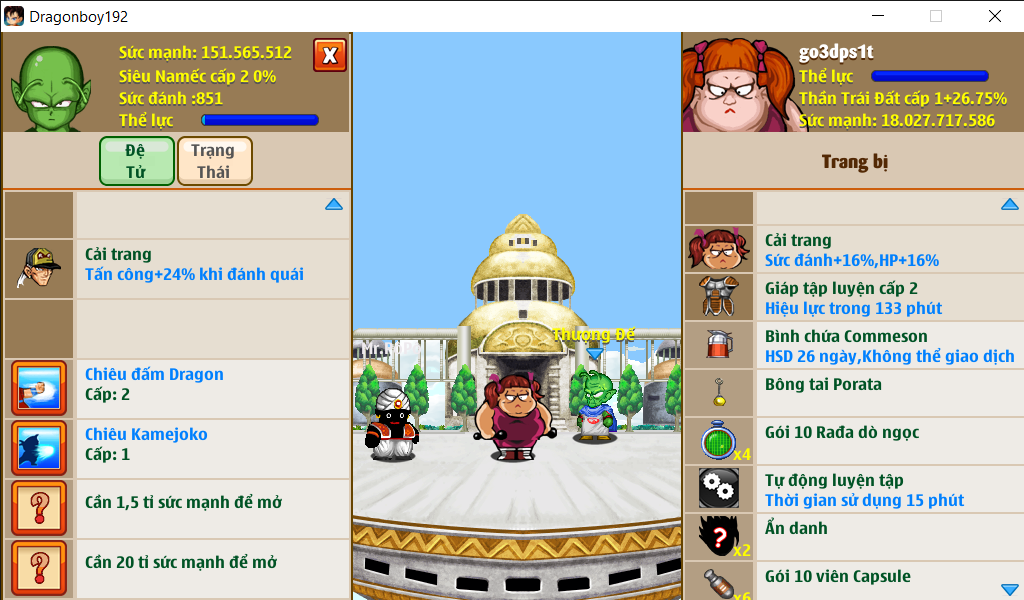 Dragonboy192
Sức mạnh: 151.565.512
Siêu Namếc cấp 2 0%
Sức đánh :851
Thể lực
X
Đệ
Tử
Trạng
Thái
Cải trang
Tấn công+24% khi đánh quái
Chiêu đấm Dragon
Cấp: 2
Chiêu Kamejoko
Cấp: 1
?
Cần 1,5 tỉ sức mạnh để mở
?
Cần 20 tỉ sức mạnh để mở
Thượng Đế
go3dps1t
Thể lực
Thần Trái Đất cấp 1+26.75%
Sức mạnh: 18.027.717.586
Trang bị
Cải trang
Sức đánh+16%,HP+16%
Giáp tập luyện cấp 2
Hiệu lực trong 133 phút
Bình chứa Commeson
HSD 26 ngày,Không thể giao dịch
Bông tai Porata
Gói 10 Rađa dò ngọc
x4
Tự động luyện tập
Thời gian sử dụng 15 phút
Ẩn danh
?
x2
Gói 10 viên Capsule
x6